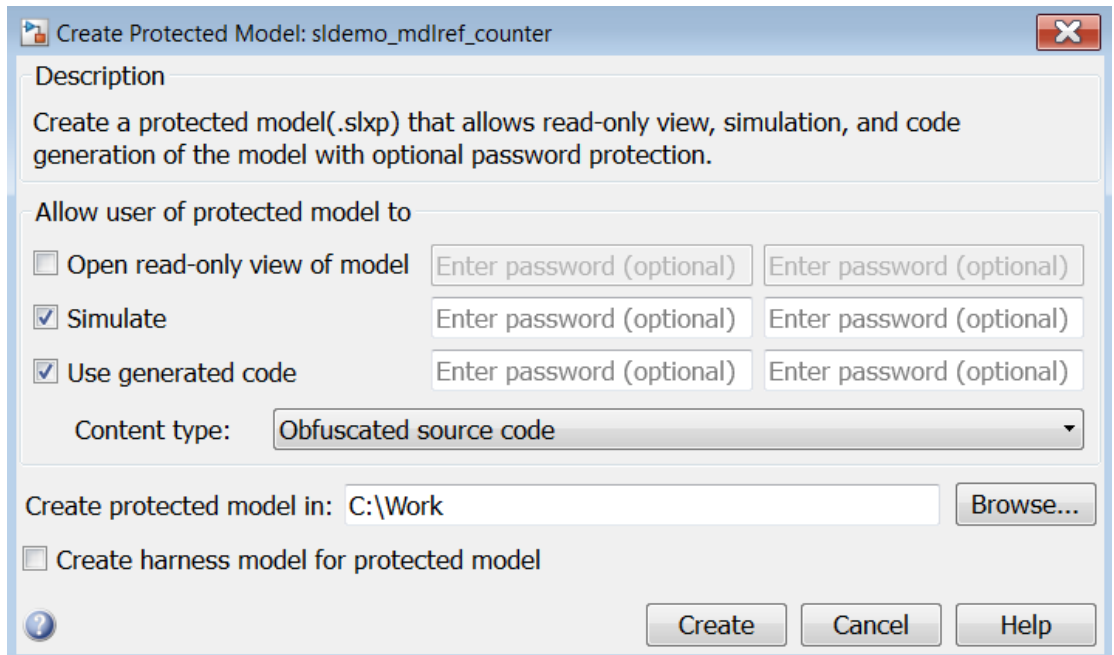 Create Protected Model: sldemo_mdlref_counter
Description
Create a protected model(.slxp) that allows read-only view, simulation, and code
generation of the model with optional password protection.
Allow user of protected model to
Open read-only view of model Enter password (optional) Enter password (optional)
Simulate Enter password (optional) Enter password (optional)
Use generated code Enter password (optional) Enter password (optional)
Content type: Obfuscated source code
Create protected model in: C:\Work Browse...
Create harness model for protected model
? Create Cancel Help